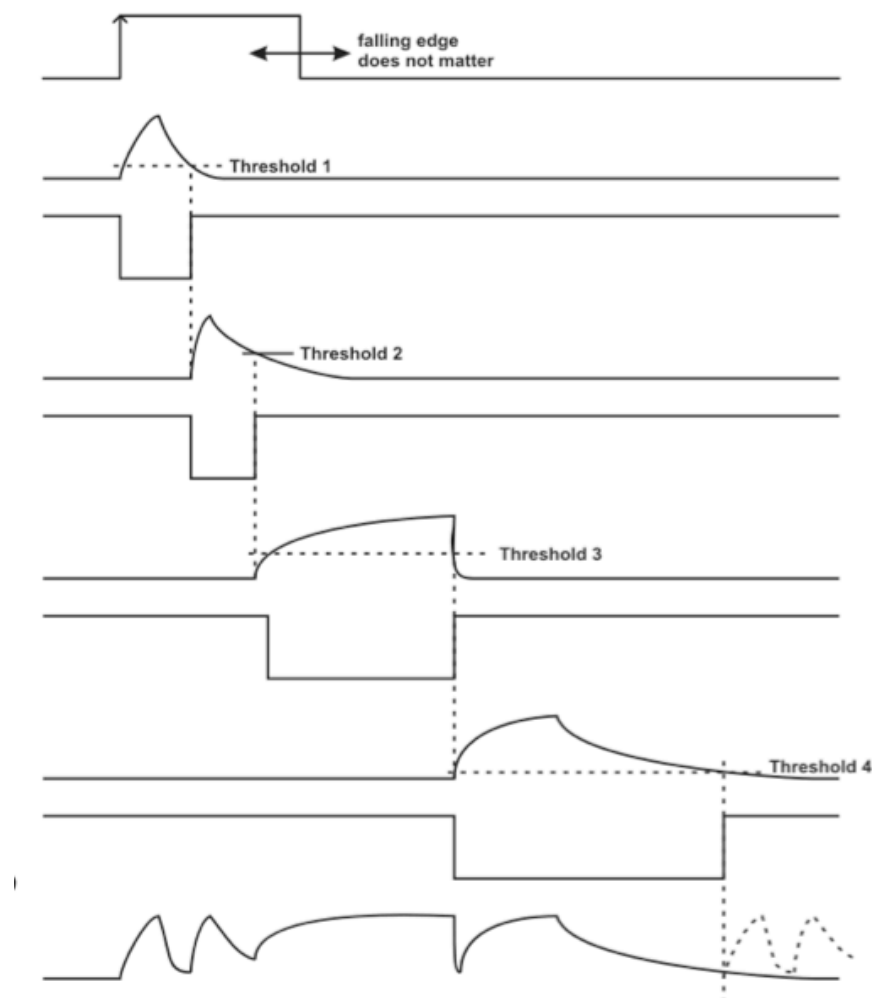 falling edge
does not matter
Threshold 1
Threshold 2
Threshold 3
Threshold 4
)